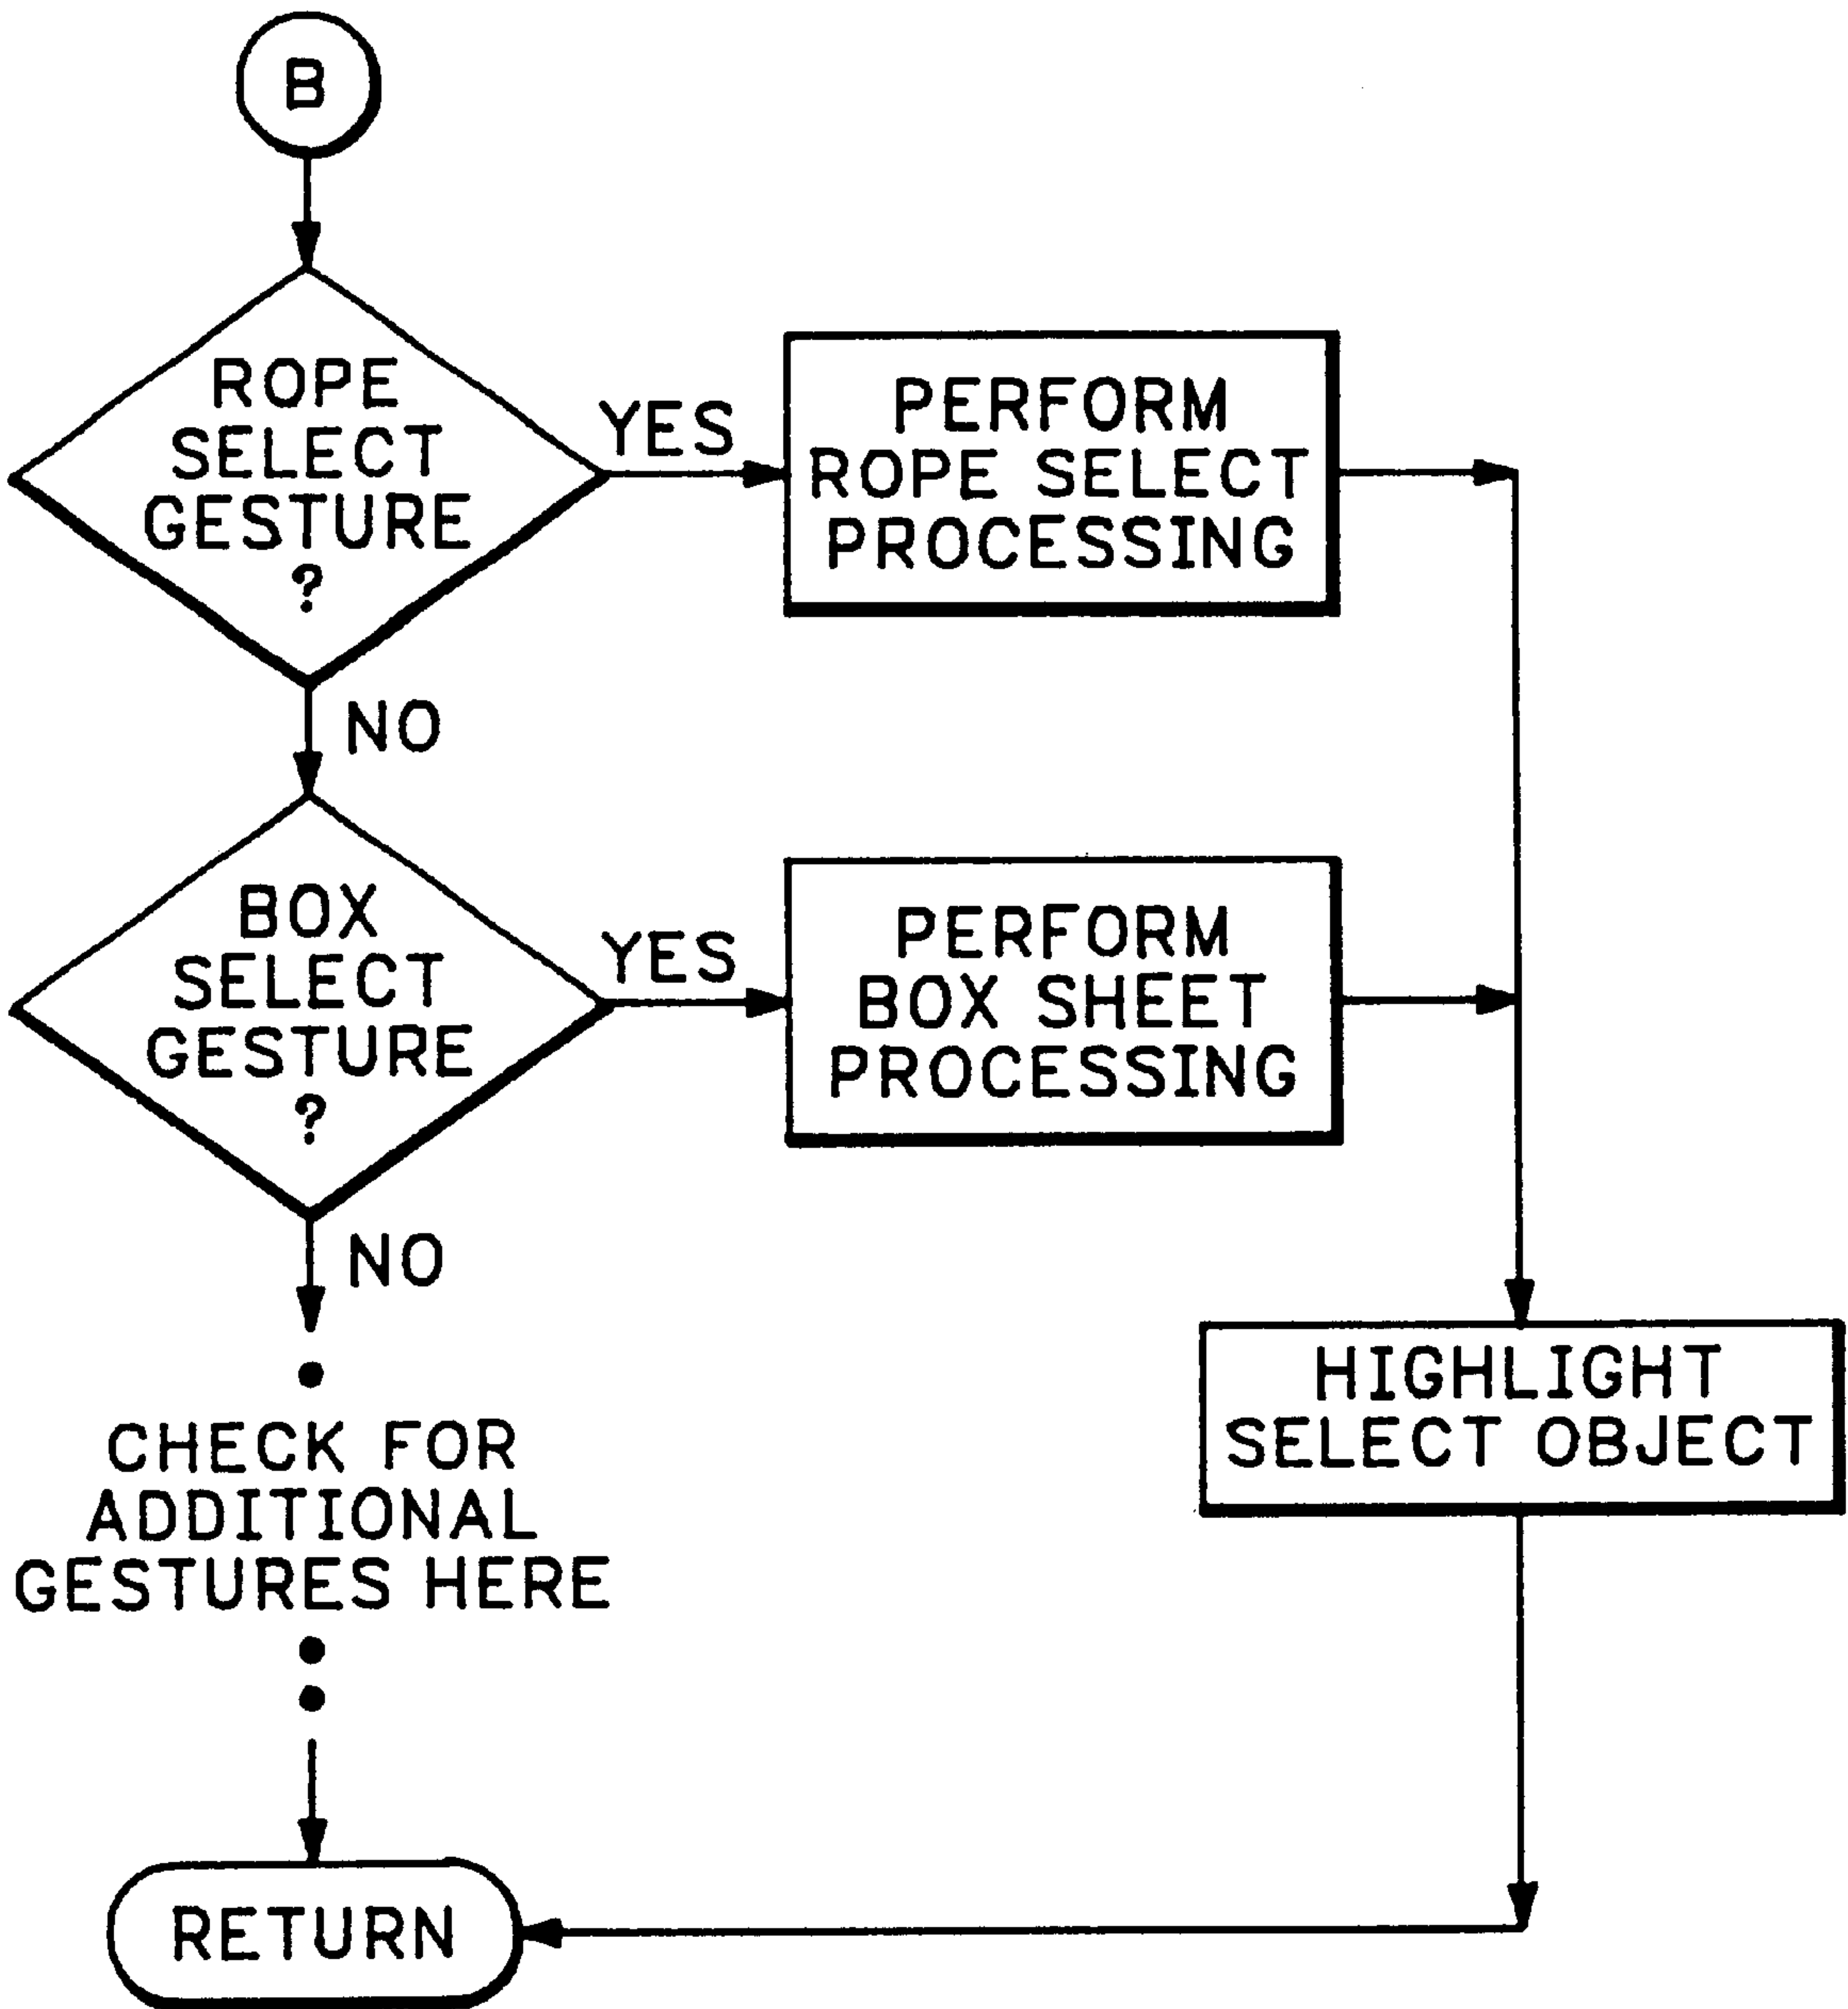 B
ROPE
SELECT
GESTURE
?
YES
PERFORM
ROPE SELECT
PROCESSING
NO
BOX
SELECT
GESTURE
?
YES
PERFORM
BOX SHEET
PROCESSING
NO
HIGHLIGHT
SELECT OBJECT
CHECK FOR
ADDITIONAL
GESTURES HERE
RETURN